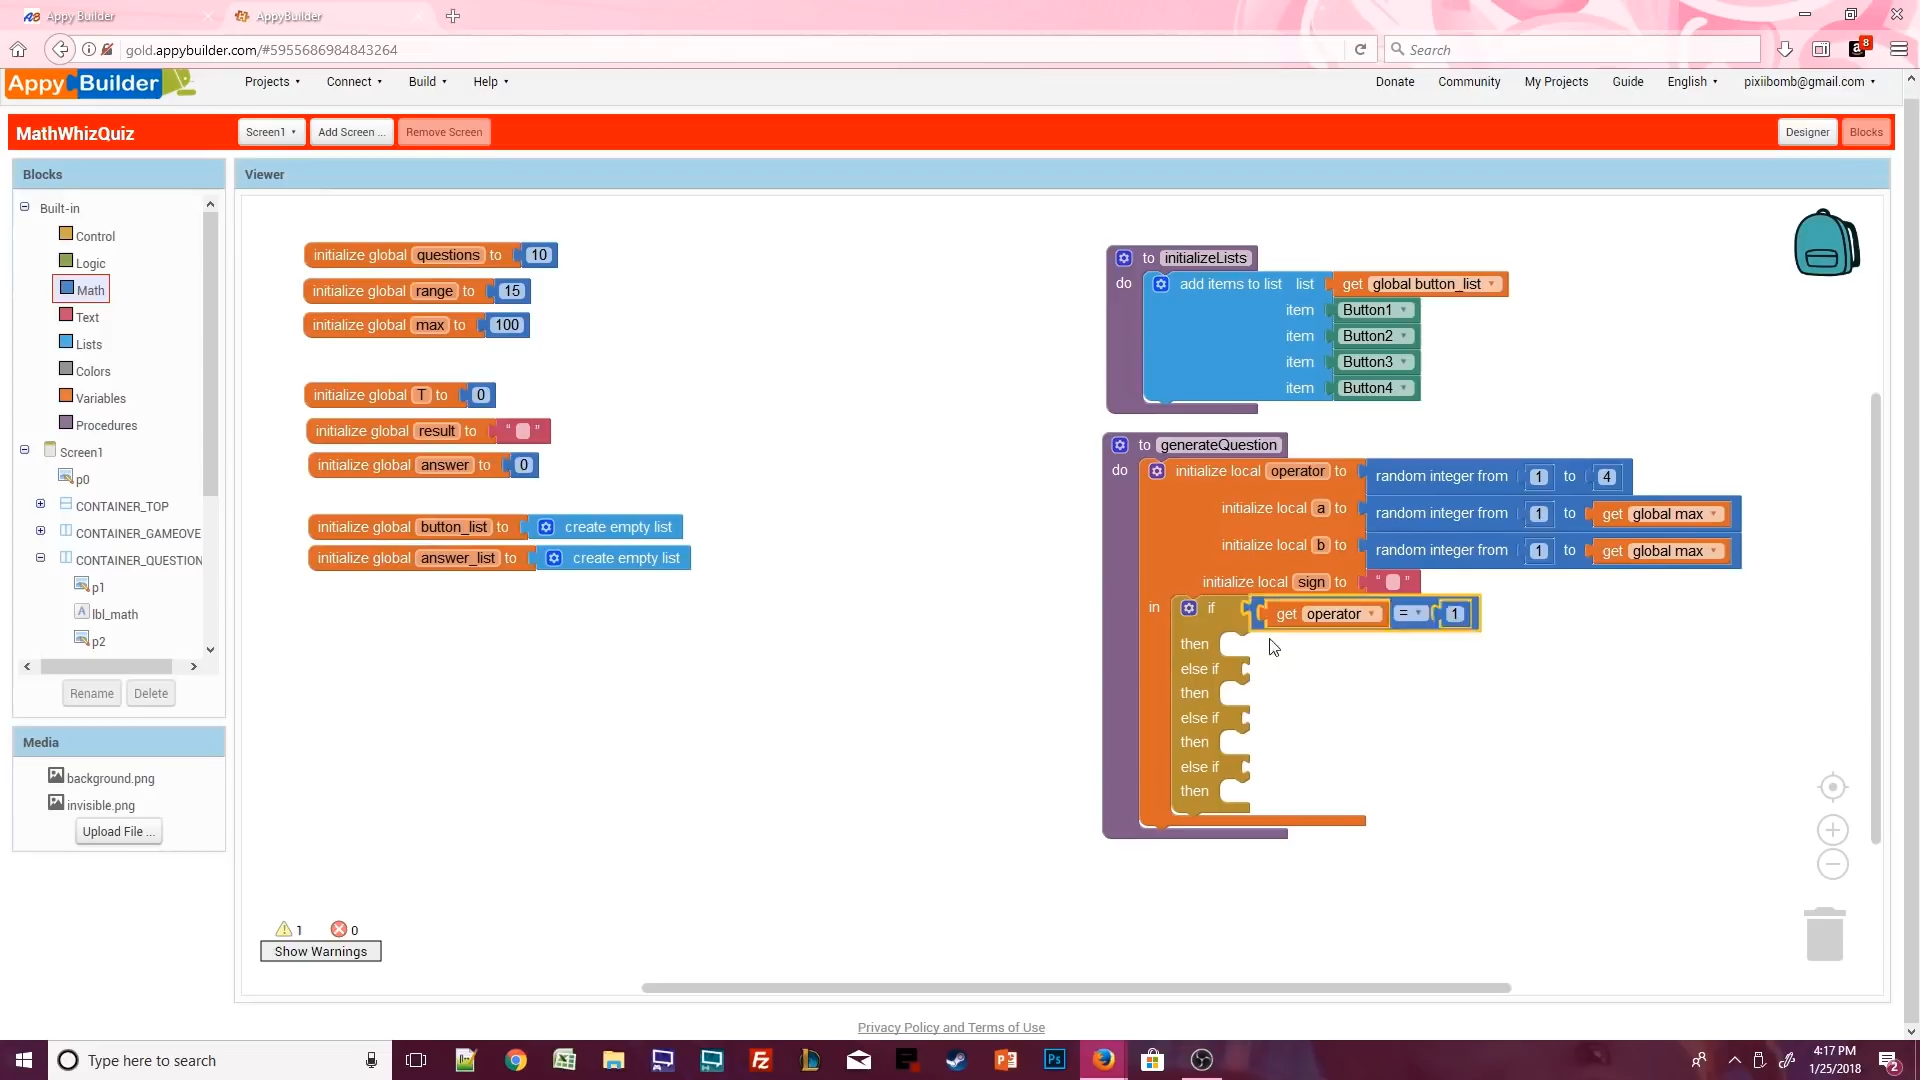 Appy Builder
AppyBuilder
gold.appybuilder.com/#5955686984843264
Search
8
Appy Builder
Projects
Connect
Build
Help
Donate
Community
My Projects
Guide
English
pixiibomb@gmail.com
MathWhizQuiz
Screen1
Add Screen ...
Remove Screen
Designer
Blocks
Blocks
Viewer
Built-in
Control
Logic
Math
Text
Lists
Colors
Variables
Procedures
Screen1
p0
CONTAINER_TOP
CONTAINER_GAMEOVE
CONTAINER_QUESTION
p1
lbl_math
p2
Rename
Delete
Media
background.png
invisible.png
Upload File ...
initialize global questions to 10
initialize global range to 15
initialize global max to 100
initialize global T to 0
initialize global result to “ ”
initialize global answer to 0
initialize global button_list to create empty list
initialize global answer_list to create empty list
to initializeLists
do add items to list list get global button_list
item Button1
item Button2
item Button3
item Button4
to generateQuestion
do initialize local operator to random integer from 1 to 4
initialize local a to random integer from 1 to get global max
initialize local b to random integer from 1 to get global max
initialize local sign to “ ”
in if get operator = 1
then
else if
then
else if
then
else if
then
1 0
Show Warnings
Privacy Policy and Terms of Use
Type here to search
4:17 PM
1/25/2018
2